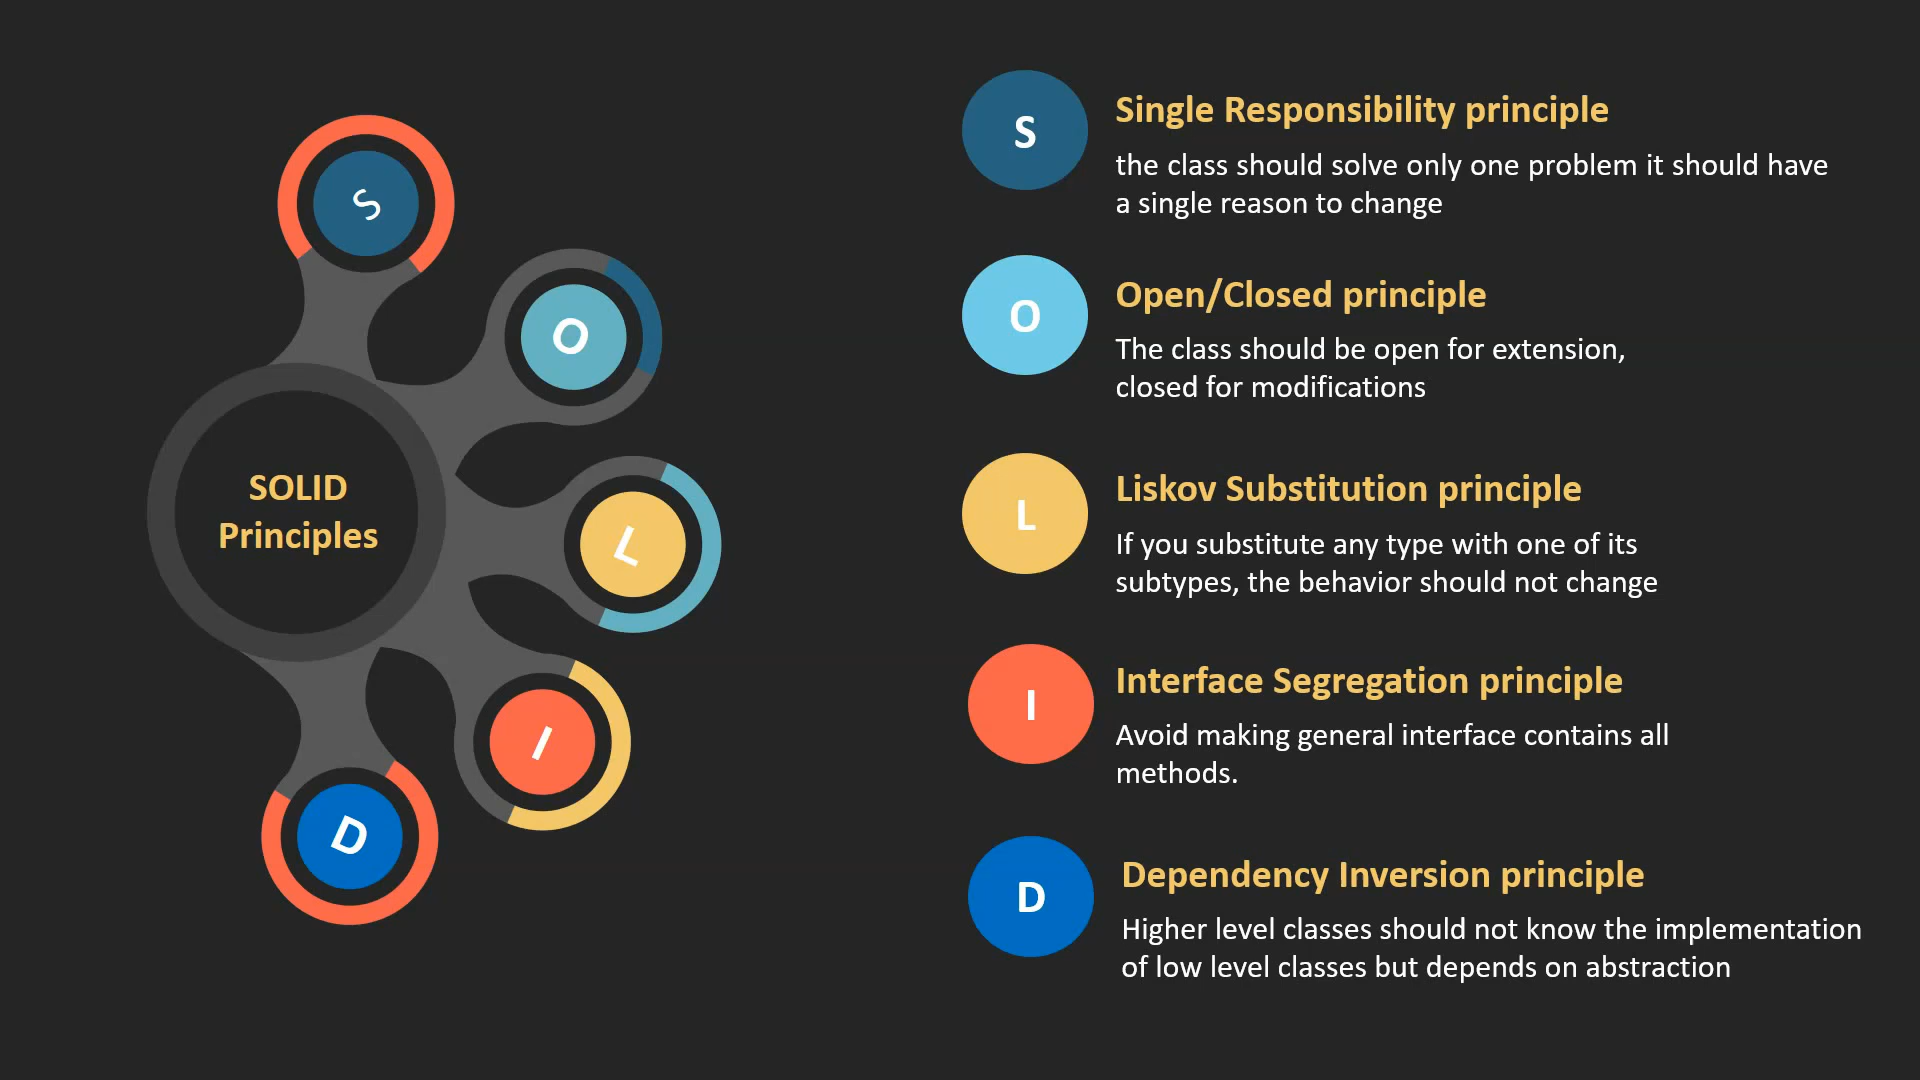 S
O
L
I
D
SOLID
Principles
S
Single Responsibility principle
the class should solve only one problem it should have
a single reason to change
O
Open/Closed principle
The class should be open for extension,
closed for modifications
L
Liskov Substitution principle
If you substitute any type with one of its
subtypes, the behavior should not change
I
Interface Segregation principle
Avoid making general interface contains all
methods.
D
Dependency Inversion principle
Higher level classes should not know the implementation
of low level classes but depends on abstraction